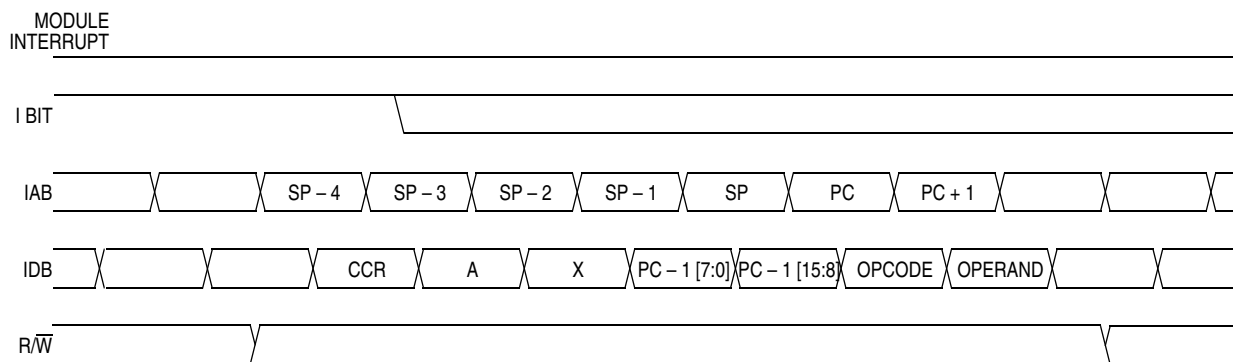 MODULE
INTERRUPT
I BIT
IAB SP – 4 SP – 3 SP – 2 SP – 1 SP PC PC + 1
IDB CCR A X PC – 1 [7:0] PC – 1 [15:8] OPCODE OPERAND
R/W̅